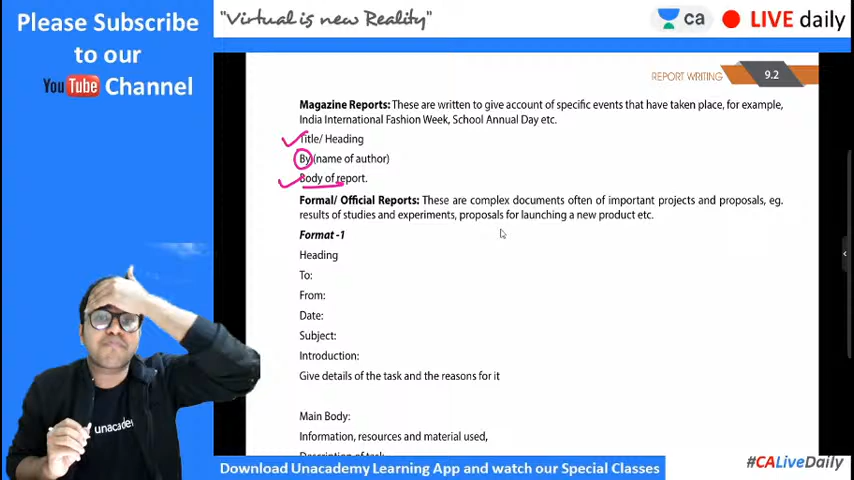 Please Subscribe
to our
YouTube Channel
"Virtual is new Reality"
ca
LIVE daily
REPORT WRITING 9.2
Magazine Reports: These are written to give account of specific events that have taken place, for example,
India International Fashion Week, School Annual Day etc.
Title/ Heading
By (name of author)
Body of report.
Formal/ Official Reports: These are complex documents often of important projects and proposals, eg.
results of studies and experiments, proposals for launching a new product etc.
Format -1
Heading
To:
From:
Date:
Subject:
Introduction:
Give details of the task and the reasons for it
Main Body:
Information, resources and material used,
Description of task
unacademy
Download Unacademy Learning App and watch our Special Classes
#CALiveDaily